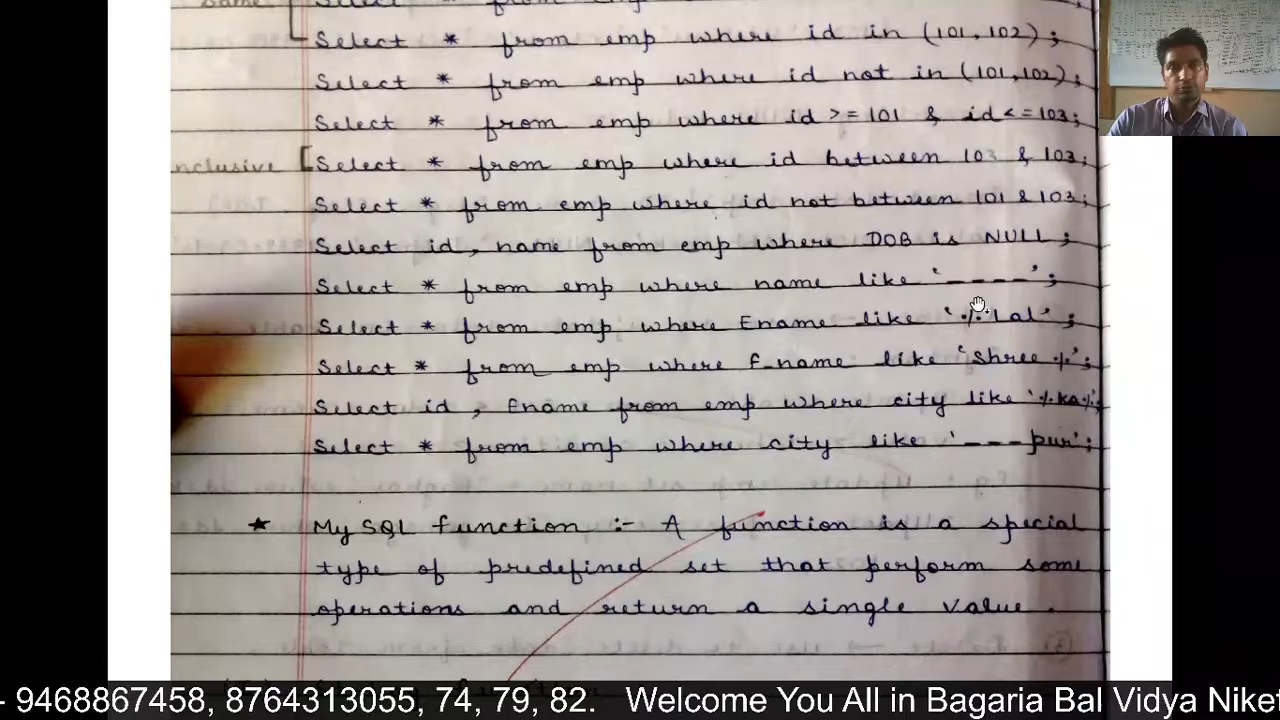 Select * from emp where id in (101, 102);
Select * from emp where id not in (101,102);
Select * from emp where id >= 101 & id <= 103;
nclusive [Select * from emp where id between 103 & 103;
Select * from emp where id not between 101 & 103;
Select id, name from emp where DOB is NULL;
Select * from emp where name like '_ _ _ _';
Select * from emp where Ename like '%lal';
Select * from emp where f_name like 'Shree%';
Select id, Ename from emp where city like '%ka%';
Select * from emp where city like '_ _ _pur';
★ My SQL function :- A function is a special
type of predefined set that perform some
operations and return a single value.
- 9468867458, 8764313055, 74, 79, 82. Welcome You All in Bagaria Bal Vidya Nike